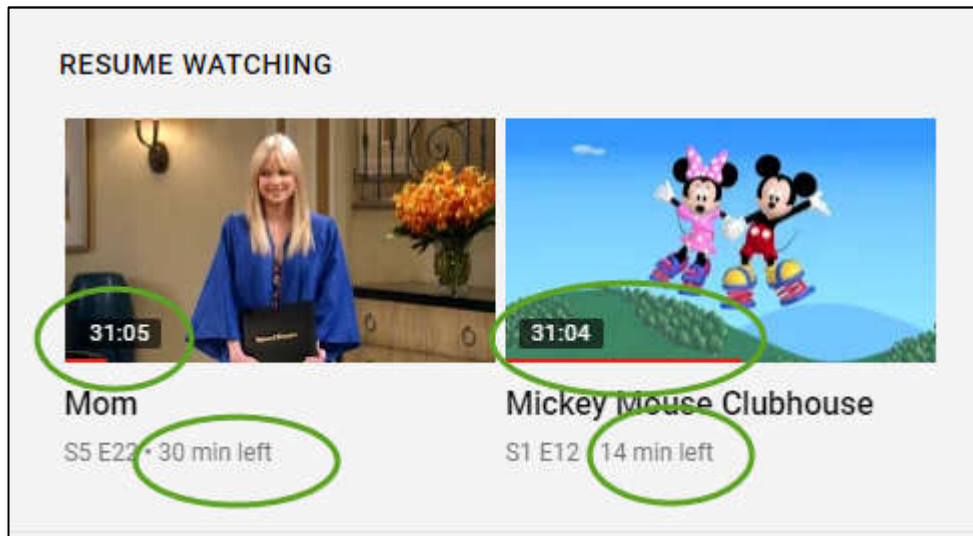 RESUME WATCHING
31:05
31:04
Mom
Mickey Mouse Clubhouse
S5 E22 • 30 min left
S1 E12 • 14 min left